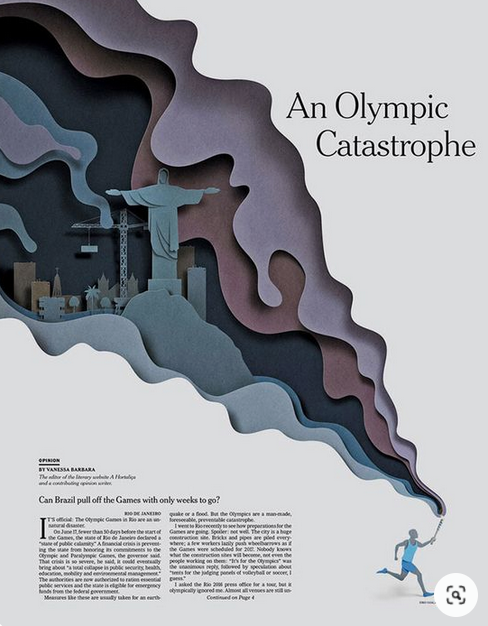 An Olympic
Catastrophe
OPINION
BY VANESSA BARBARA
The editor of the literary website A Hortaliça
and a contributing opinion writer.
Can Brazil pull off the Games with only weeks to go?
RIO DE JANEIRO
IT'S official: The Olympic Games in Rio are an un-
natural disaster.
On June 17, fewer than 50 days before the start of
the Games, the state of Rio de Janeiro declared a
"state of public calamity." A financial crisis is prevent-
ing the state from honoring its commitments to the
Olympic and Paralympic Games, the governor said.
That crisis is so severe, he said, it could eventually
bring about "a total collapse in public security, health,
education, mobility and environmental management."
The authorities are now authorized to ration essential
public services and the state is eligible for emergency
funds from the federal government.
Measures like these are usually taken for an earth-
quake or a flood. But the Olympics are a man-made,
foreseeable, preventable catastrophe.
I went to Rio recently to see how preparations for the
Games are going. Spoiler: not well. The city is a huge
construction site. Bricks and pipes are piled every-
where; a few workers lazily push wheelbarrows as if
the Games were scheduled for 2017. Nobody knows
what the construction sites will become, not even the
people working on them: "It's for the Olympics" was
the unanimous reply, followed by speculation about
"tents for the judging panels of volleyball or soccer, I
guess."
I asked the Rio 2016 press office for a tour, but it
olympically ignored me. Almost all venues are still un-
Continued on Page 4